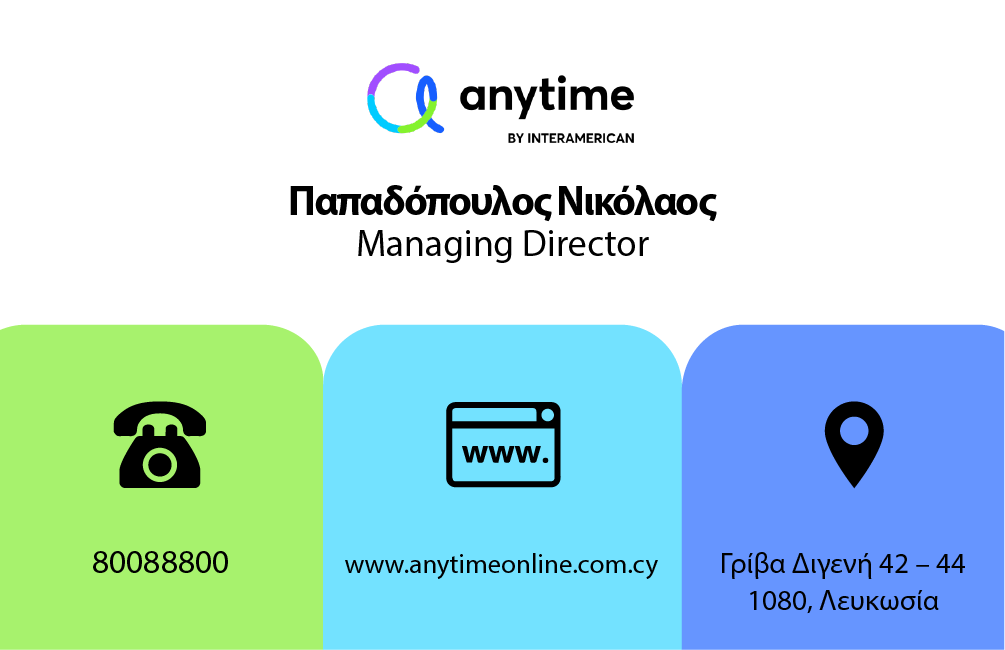 anytime
BY INTERAMERICAN
Παπαδόπουλος Νικόλαος
Managing Director
www.
80088800
www.anytimeonline.com.cy
Γρίβα Διγενή 42 – 44
1080, Λευκωσία